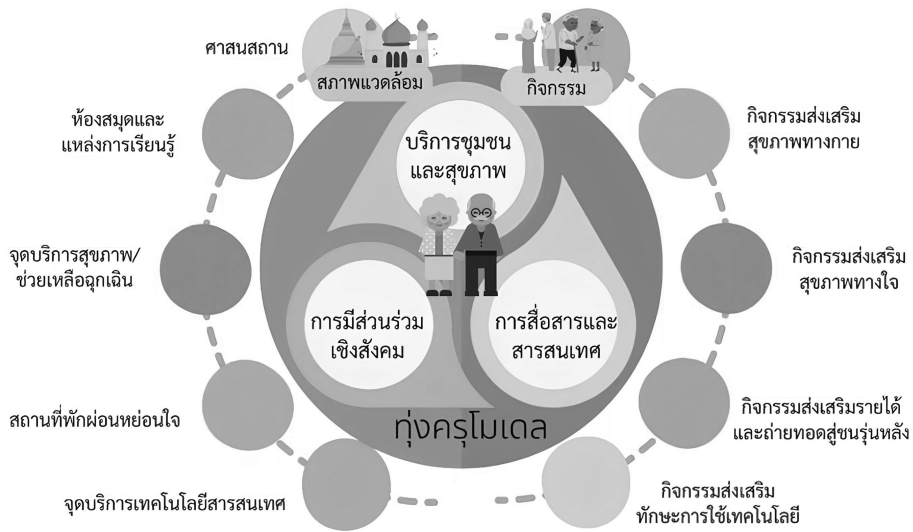 ศาสนสถาน
สภาพแวดล้อม
กิจกรรม
ห้องสมุดและ
แหล่งการเรียนรู้
บริการชุมชน
และสุขภาพ
กิจกรรมส่งเสริม
สุขภาพทางกาย
จุดบริการสุขภาพ/
ช่วยเหลือฉุกเฉิน
กิจกรรมส่งเสริม
สุขภาพทางใจ
การมีส่วนร่วม
เชิงสังคม
การสื่อสารและ
สารสนเทศ
สถานที่พักผ่อนหย่อนใจ
ทุ่งครุโมเดล
กิจกรรมส่งเสริมรายได้
และถ่ายทอดสู่ชนรุ่นหลัง
จุดบริการเทคโนโลยีสารสนเทศ
กิจกรรมส่งเสริม
ทักษะการใช้เทคโนโลยี